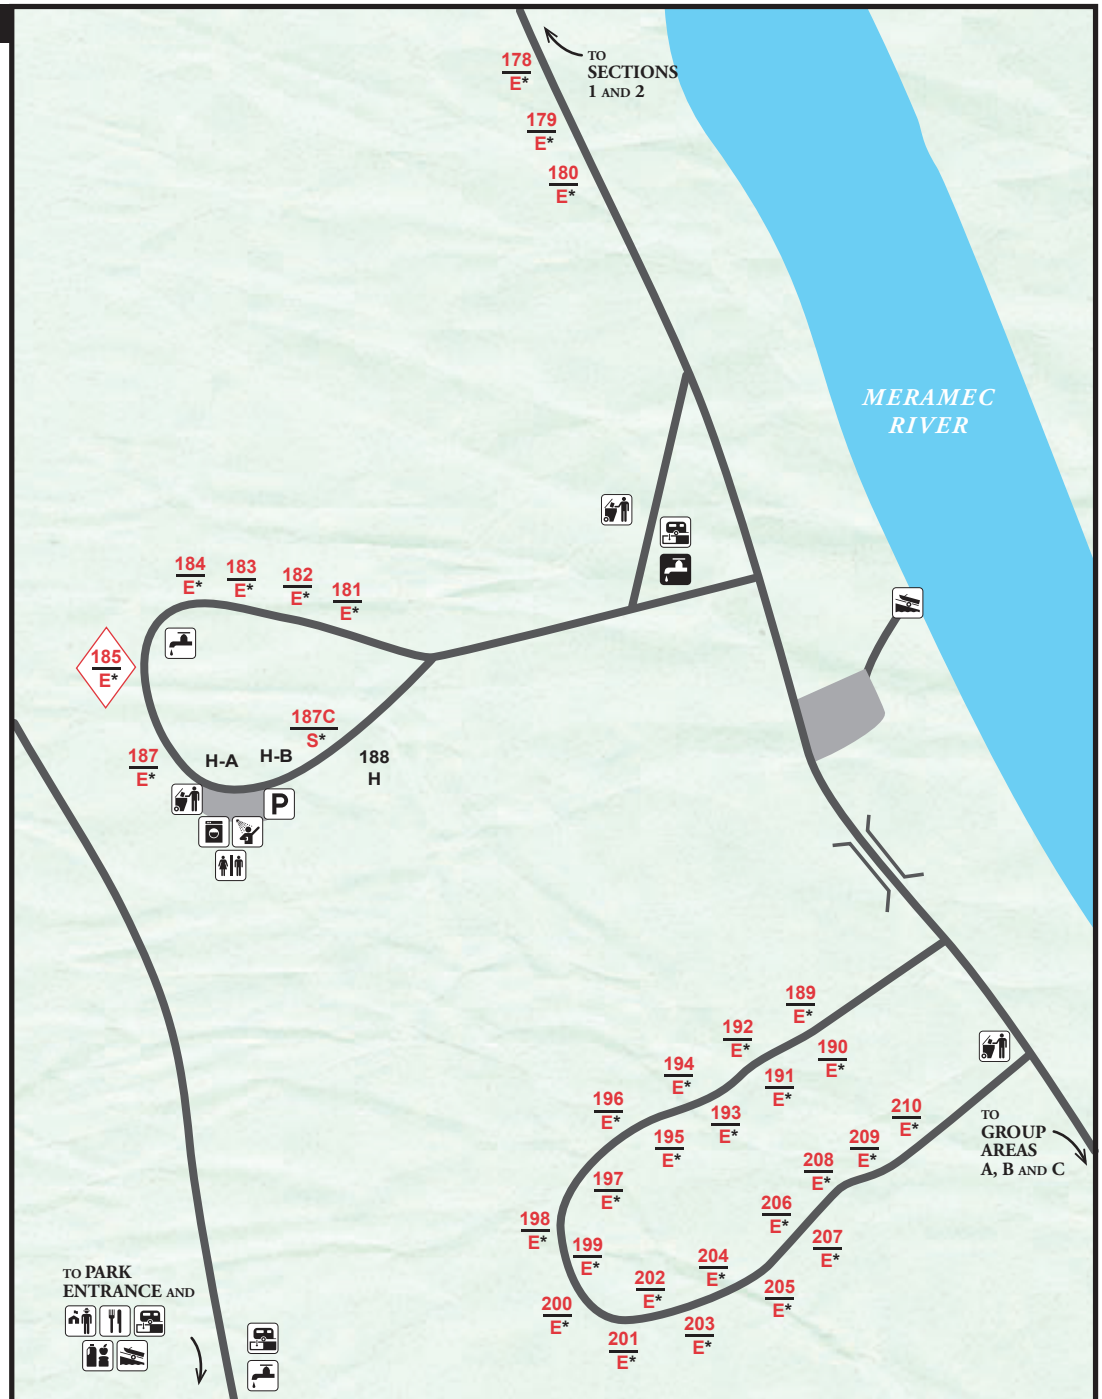 178
E*
TO
SECTIONS
1 AND 2
179
E*
180
E*
MERAMEC
RIVER
184
E*
183
E*
182
E*
181
E*
185
E*
187C
S*
187
E*
H-A
H-B
188
H
P
189
E*
192
E*
190
E*
194
E*
191
E*
196
E*
193
E*
195
E*
210
E*
TO
GROUP
AREAS
A, B AND C
209
E*
208
E*
197
E*
206
E*
198
E*
207
E*
199
E*
204
E*
202
E*
205
E*
200
E*
203
E*
201
E*
TO PARK
ENTRANCE AND